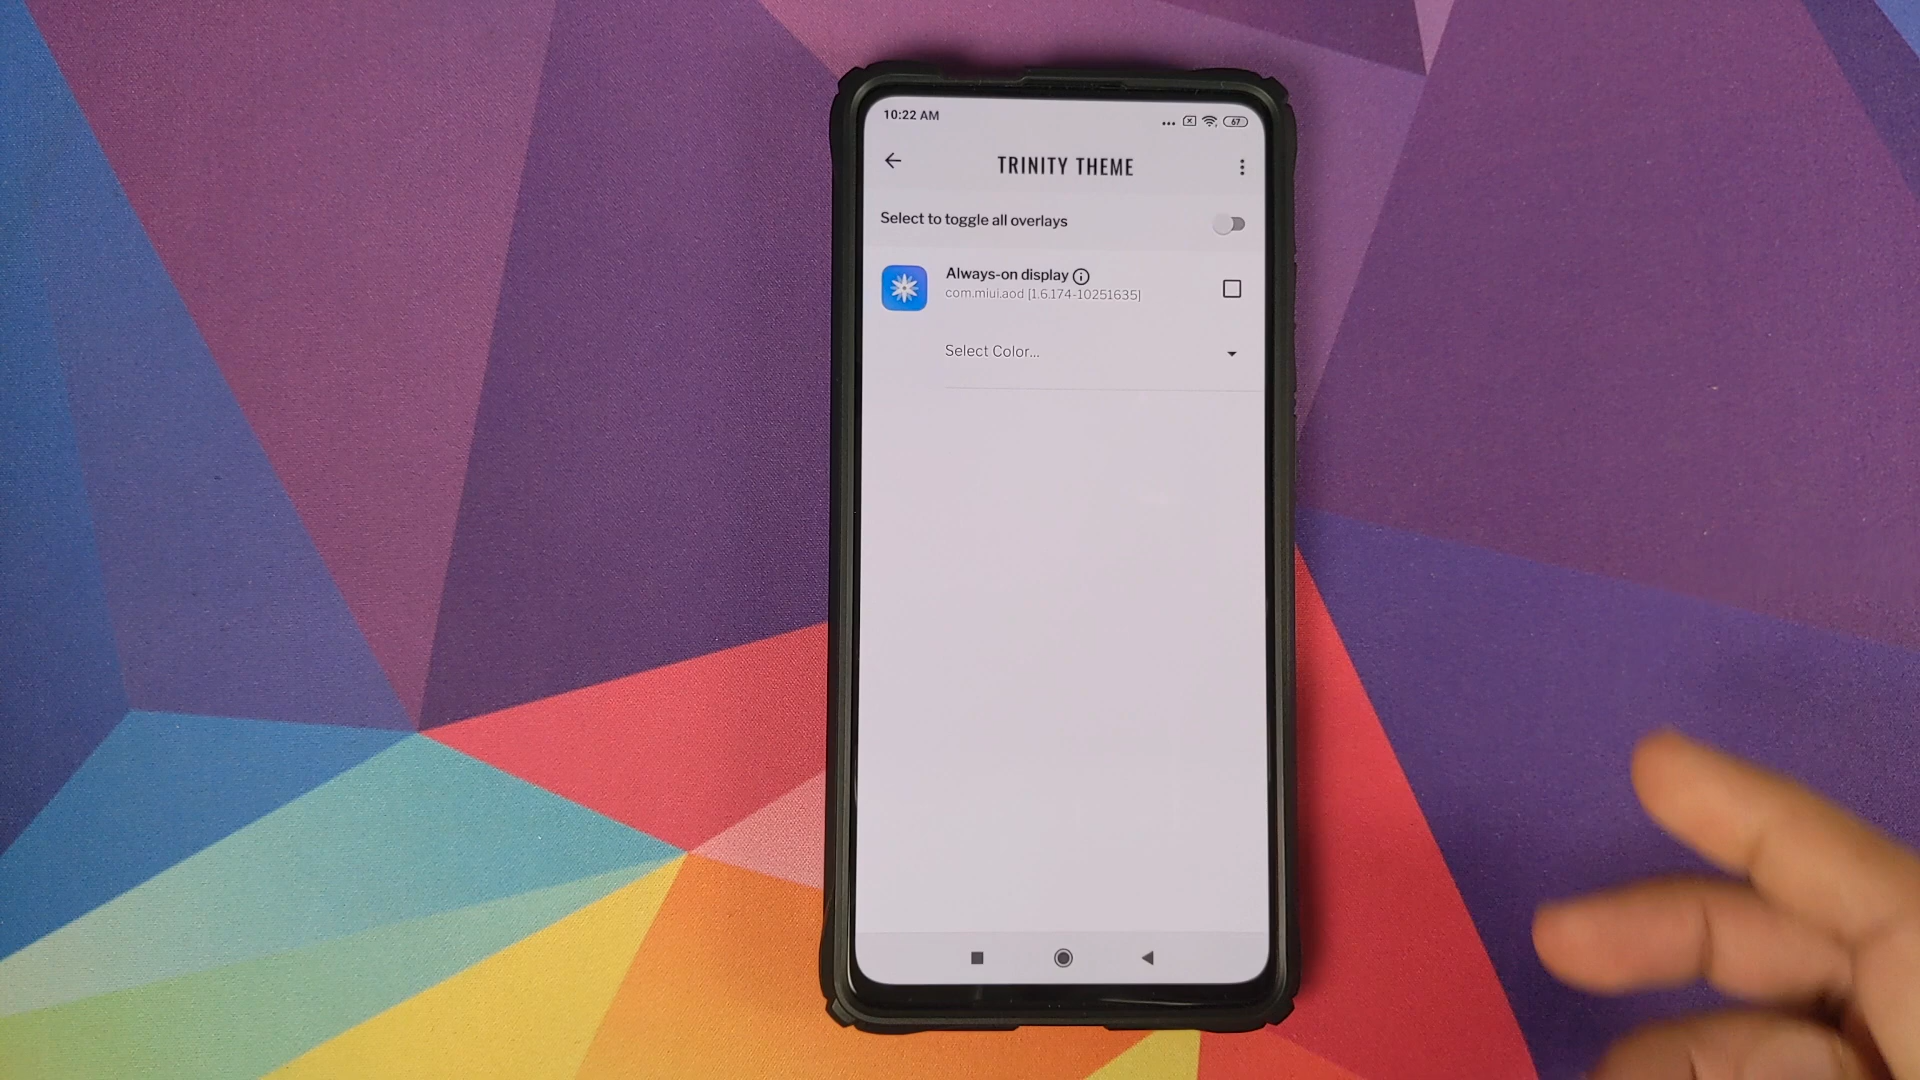 10:22 AM
67
TRINITY THEME
Select to toggle all overlays
Always-on display
com.miui.aod [1.6.174-10251635]
Select Color...